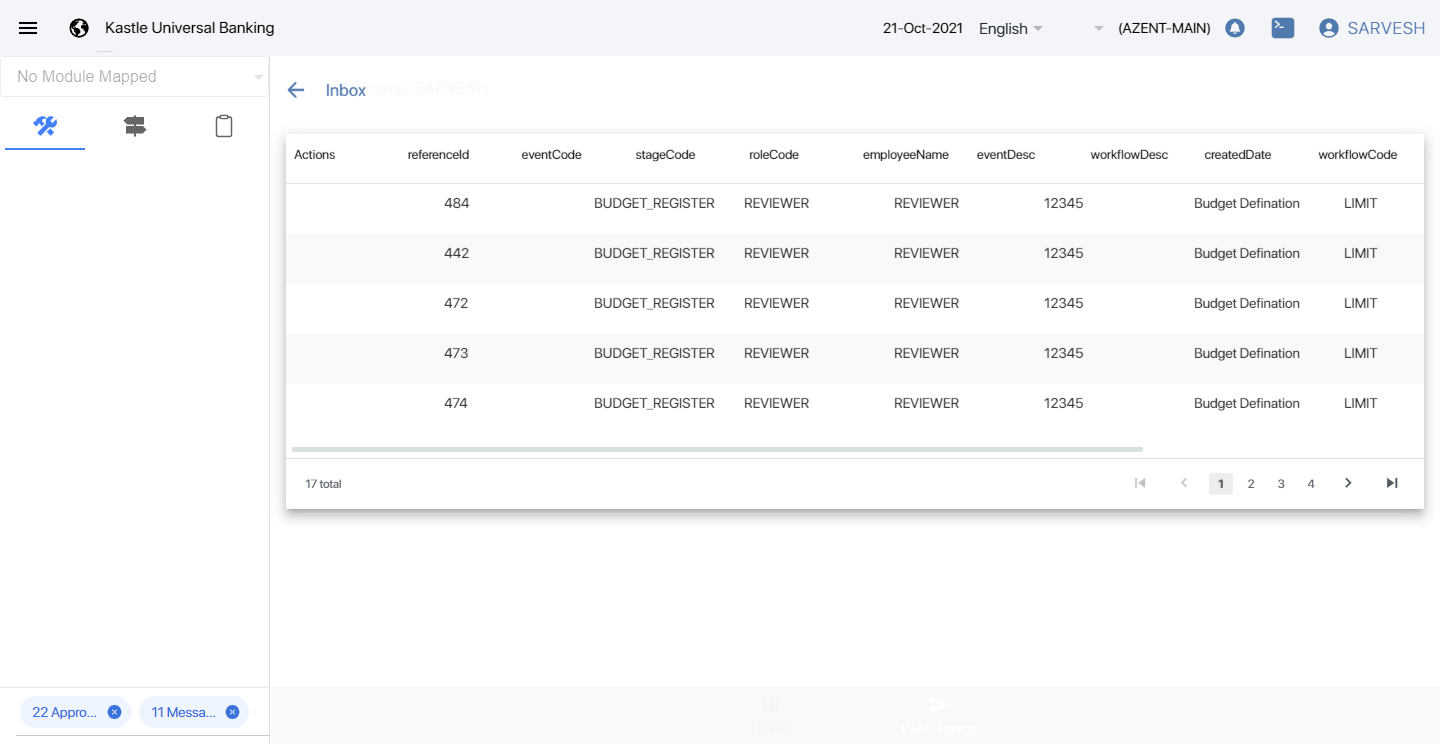 Kastle Universal Banking 21-Oct-2021 English (AZENT-MAIN) SARVESH
No Module Mapped
Inbox come, SARVESH
Actions referenceId eventCode stageCode roleCode employeeName eventDesc workflowDesc createdDate workflowCode
484 BUDGET_REGISTER REVIEWER REVIEWER 12345 Budget Defination LIMIT
442 BUDGET_REGISTER REVIEWER REVIEWER 12345 Budget Defination LIMIT
472 BUDGET_REGISTER REVIEWER REVIEWER 12345 Budget Defination LIMIT
473 BUDGET_REGISTER REVIEWER REVIEWER 12345 Budget Defination LIMIT
474 BUDGET_REGISTER REVIEWER REVIEWER 12345 Budget Defination LIMIT
17 total 1 2 3 4
22 Appro... 11 Messa...
Preference